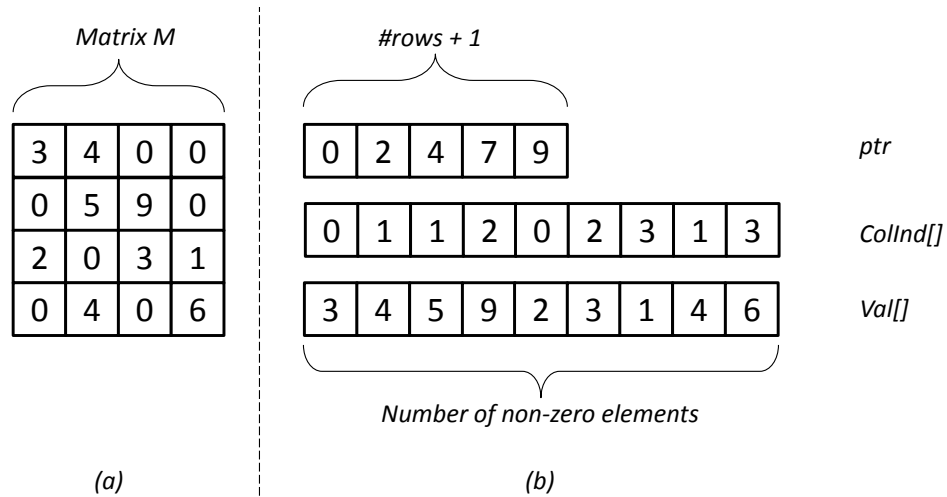 Matrix M
#rows + 1
3 4 0 0
0 5 9 0
2 0 3 1
0 4 0 6
0 2 4 7 9
ptr
0 1 1 2 0 2 3 1 3
ColInd[]
3 4 5 9 2 3 1 4 6
Val[]
Number of non-zero elements
(a)
(b)